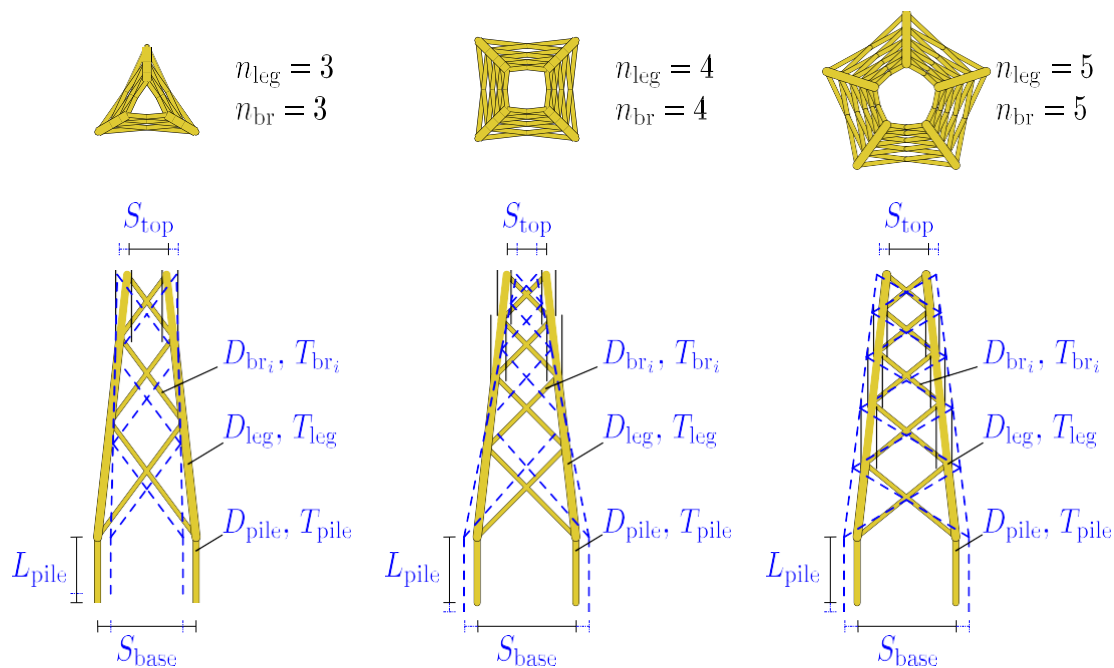 n_leg = 3
n_br = 3
n_leg = 4
n_br = 4
n_leg = 5
n_br = 5
S_top
S_top
S_top
D_br_i, T_br_i
D_br_i, T_br_i
D_br_i, T_br_i
D_leg, T_leg
D_leg, T_leg
D_leg, T_leg
D_pile, T_pile
D_pile, T_pile
D_pile, T_pile
L_pile
L_pile
L_pile
S_base
S_base
S_base